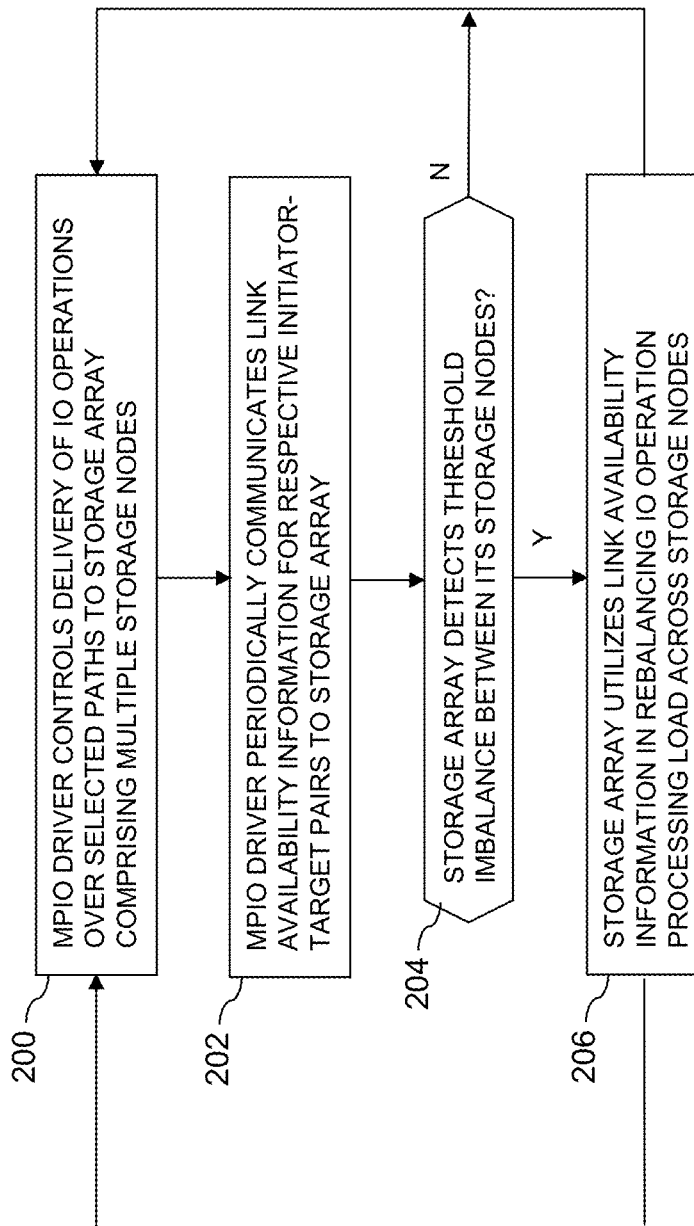 200
MPIO DRIVER CONTROLS DELIVERY OF IO OPERATIONS
OVER SELECTED PATHS TO STORAGE ARRAY
COMPRISING MULTIPLE STORAGE NODES
202
MPIO DRIVER PERIODICALLY COMMUNICATES LINK
AVAILABILITY INFORMATION FOR RESPECTIVE INITIATOR-
TARGET PAIRS TO STORAGE ARRAY
204
STORAGE ARRAY DETECTS THRESHOLD
IMBALANCE BETWEEN ITS STORAGE NODES?
N
Y
206
STORAGE ARRAY UTILIZES LINK AVAILABILITY
INFORMATION IN REBALANCING IO OPERATION
PROCESSING LOAD ACROSS STORAGE NODES